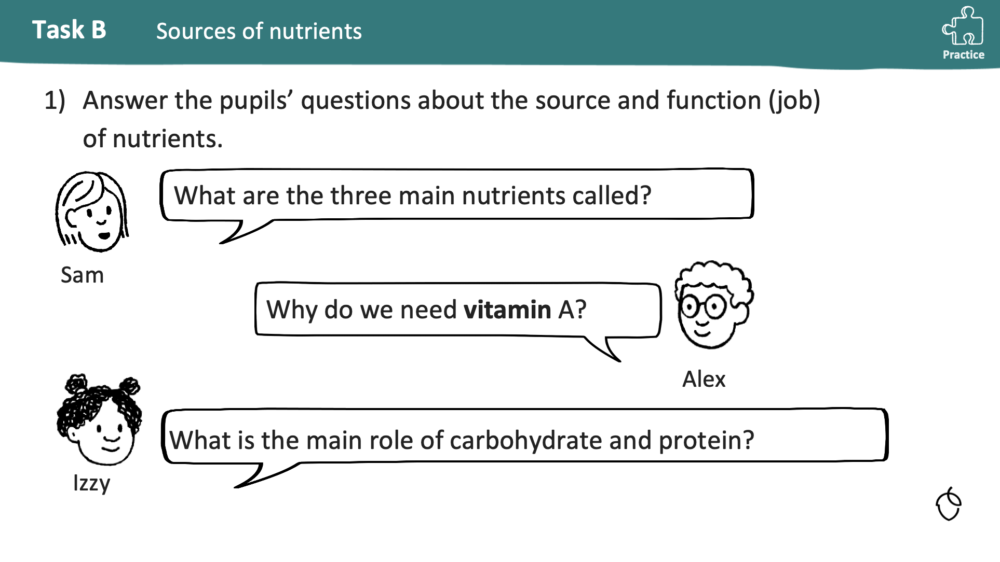 Task B
Sources of nutrients
Practice
1) Answer the pupils’ questions about the source and function (job)
of nutrients.
What are the three main nutrients called?
Sam
Why do we need vitamin A?
Alex
What is the main role of carbohydrate and protein?
Izzy